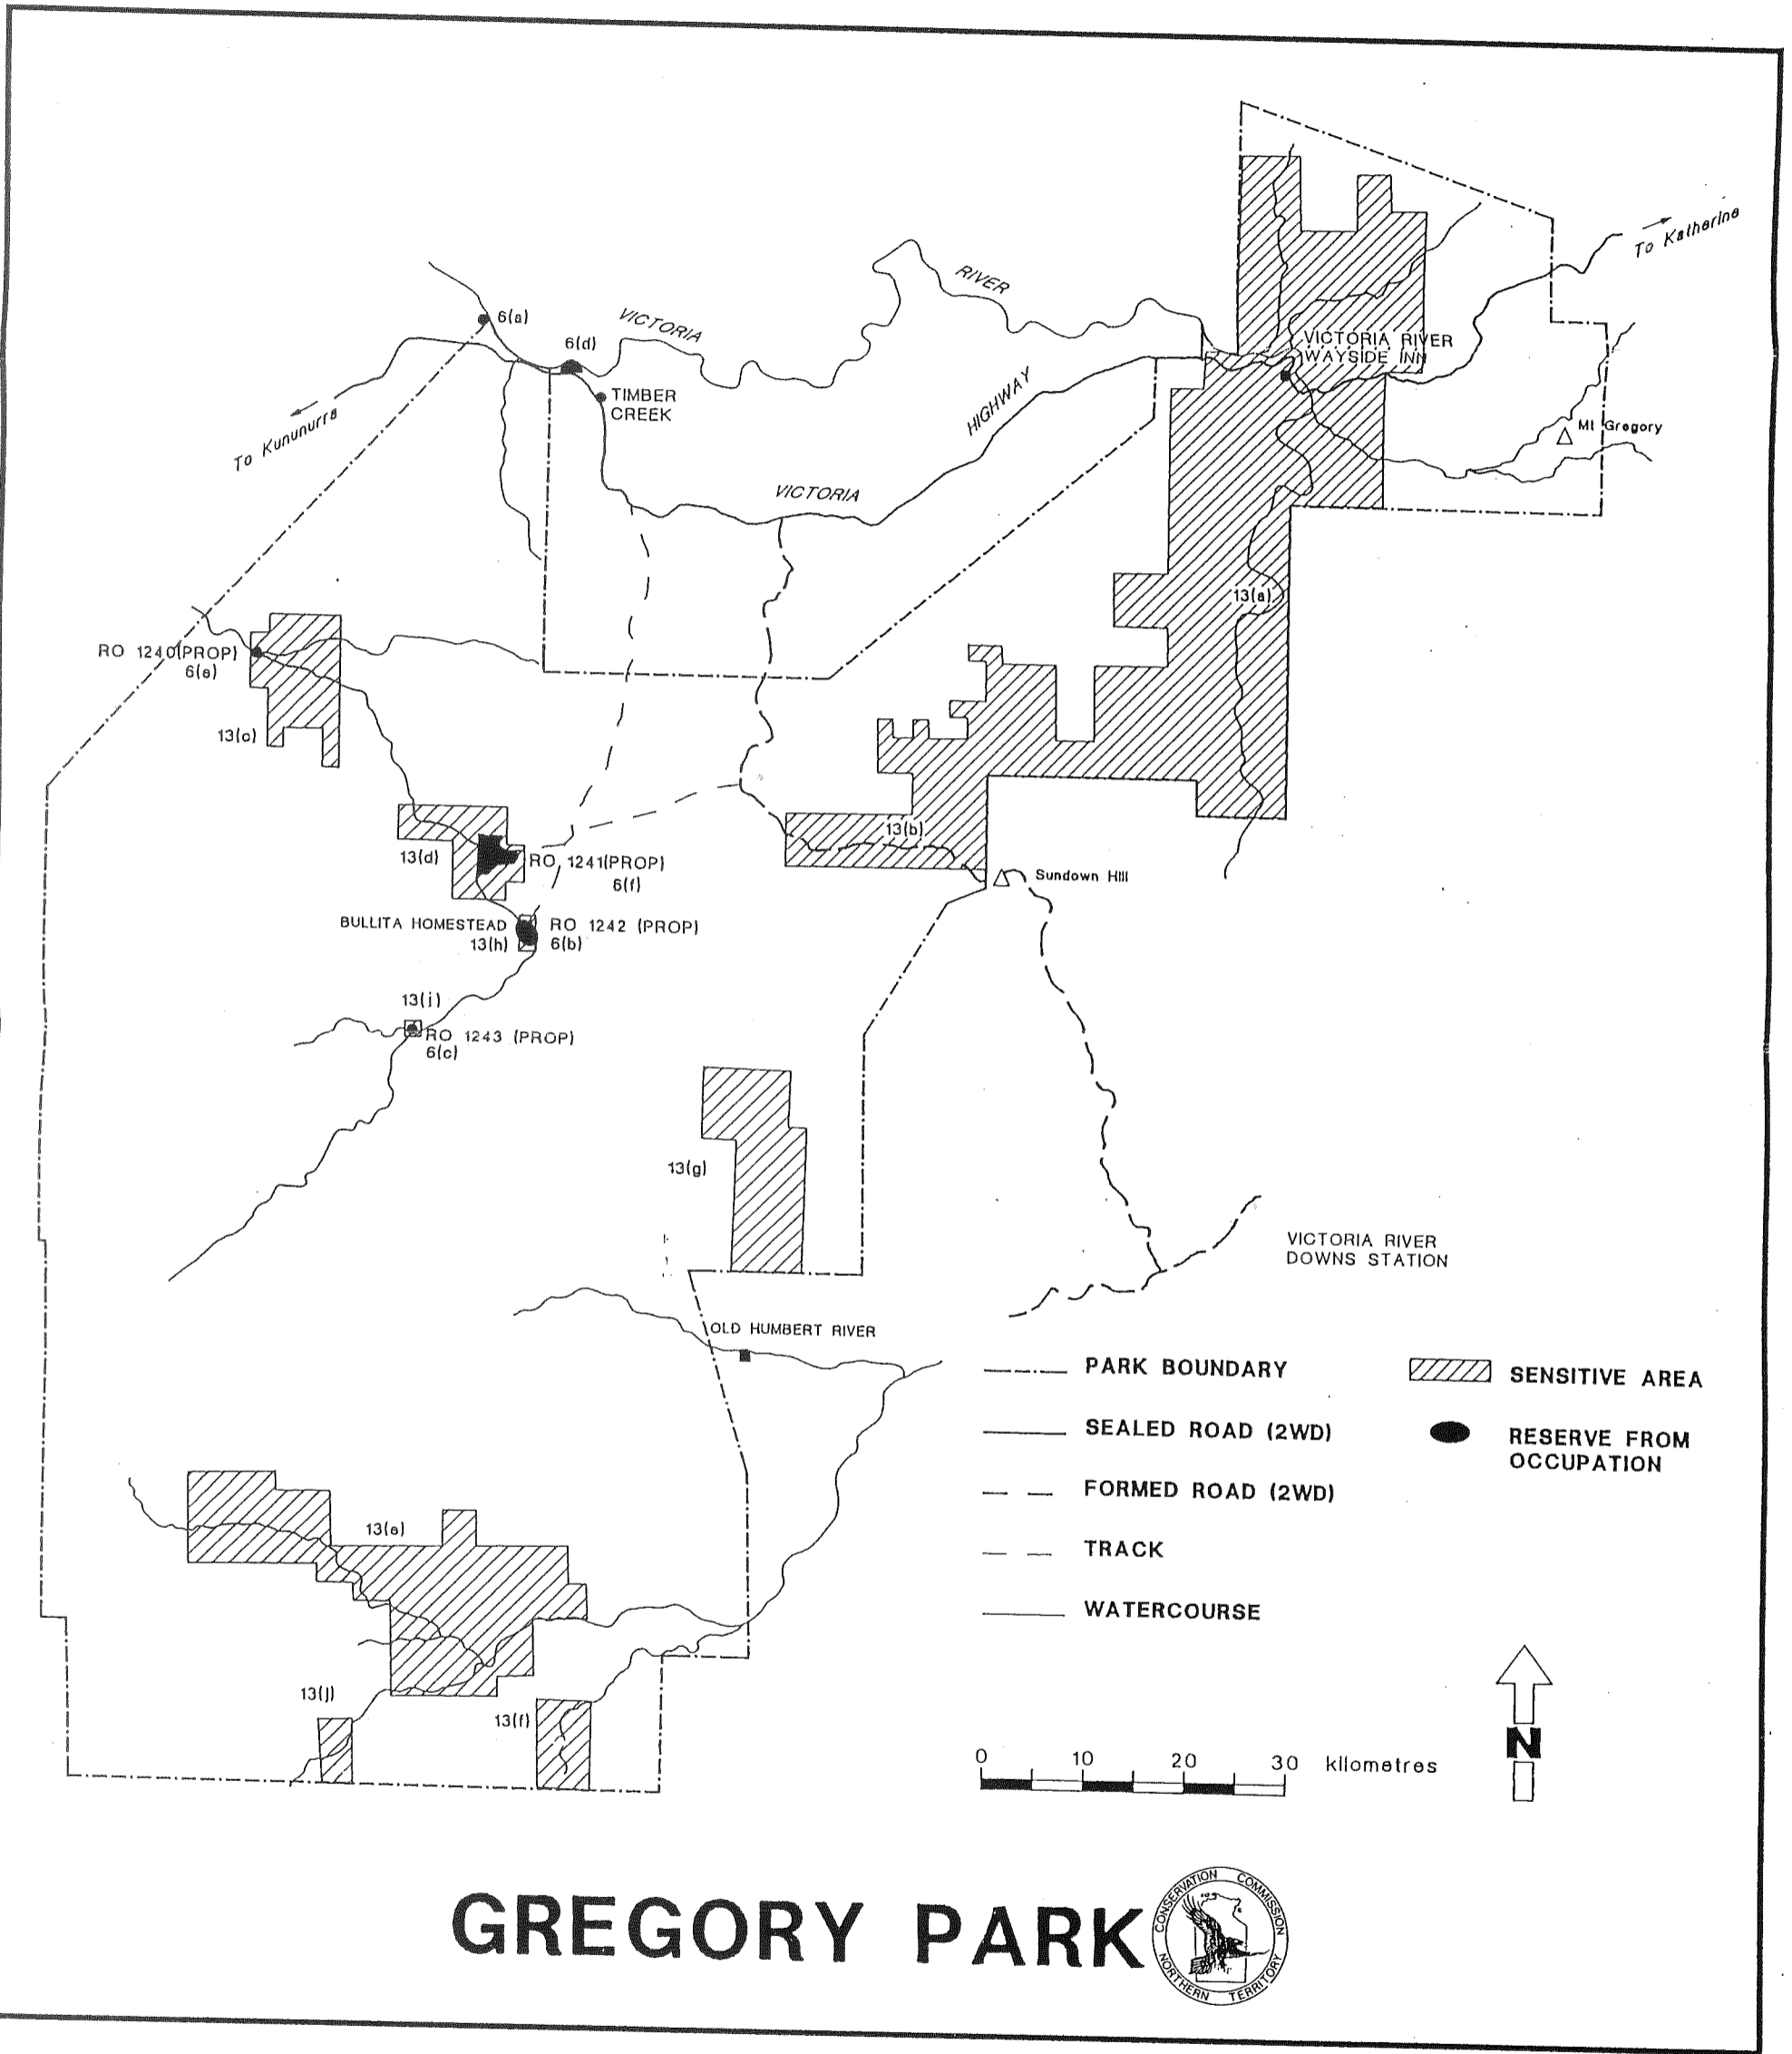 To Katherine
RIVER
6(a)
VICTORIA
6(d)
VICTORIA RIVER
WAYSIDE INN
TIMBER
CREEK
HIGHWAY
To Kununurra
Mt Gregory
VICTORIA
13(a)
RO 1240(PROP)
6(e)
13(c)
13(b)
13(d)
RO 1241(PROP)
6(f)
Sundown Hill
BULLITA HOMESTEAD
13(h)
RO 1242 (PROP)
6(b)
13(i)
RO 1243 (PROP)
6(c)
13(g)
VICTORIA RIVER
DOWNS STATION
OLD HUMBERT RIVER
PARK BOUNDARY
SEALED ROAD (2WD)
FORMED ROAD (2WD)
TRACK
WATERCOURSE
SENSITIVE AREA
RESERVE FROM
OCCUPATION
13(e)
13(j)
13(f)
0 10 20 30 kilometres
N
GREGORY PARK
CONSERVATION COMMISSION
NORTHERN TERRITORY